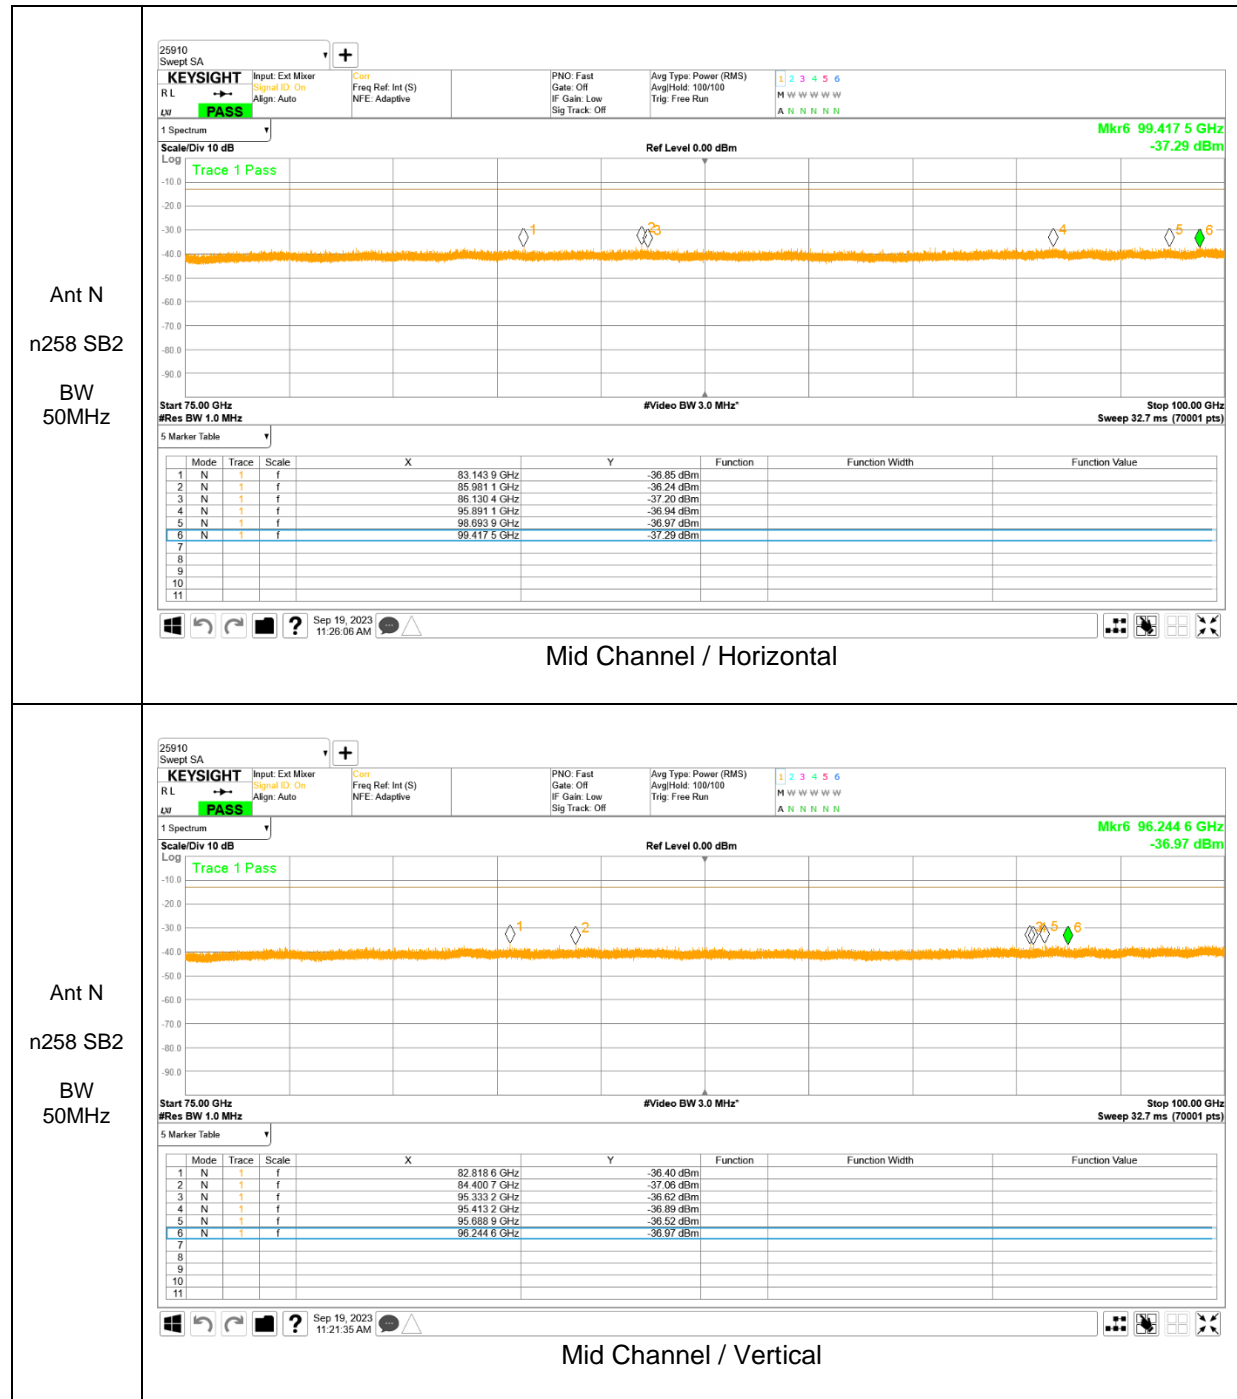 Ant N
n258 SB2
BW
50MHz
25910
Swept SA
KEYSIGHT
R L
LXI
PASS
Input: Ext Mixer
Signal ID: On
Align: Auto
Corr
Freq Ref: Int (S)
NFE: Adaptive
PNO: Fast
Gate: Off
IF Gain: Low
Sig Track: Off
Avg Type: Power (RMS)
Avg|Hold: 100/100
Trig: Free Run
1 2 3 4 5 6
M W W W W W W
A N N N N N
1 Spectrum
Mkr6 99.417 5 GHz
Scale/Div 10 dB
Ref Level 0.00 dBm
-37.29 dBm
Log
Trace 1 Pass
-10.0
-20.0
-30.0
-40.0
-50.0
-60.0
-70.0
-80.0
-90.0
1
2
3
4
5
6
Start 75.00 GHz
#Video BW 3.0 MHz*
Stop 100.00 GHz
#Res BW 1.0 MHz
Sweep 32.7 ms (70001 pts)
5 Marker Table
Mode Trace Scale X Y Function Function Width Function Value
1 N 1 f 83.143 9 GHz -36.85 dBm
2 N 1 f 85.981 1 GHz -36.24 dBm
3 N 1 f 86.130 4 GHz -37.20 dBm
4 N 1 f 95.891 1 GHz -36.94 dBm
5 N 1 f 98.693 9 GHz -36.97 dBm
6 N 1 f 99.417 5 GHz -37.29 dBm
7
8
9
10
11
?
Sep 19, 2023
11:26:06 AM
Mid Channel / Horizontal
Ant N
n258 SB2
BW
50MHz
25910
Swept SA
KEYSIGHT
R L
LXI
PASS
Input: Ext Mixer
Signal ID: On
Align: Auto
Corr
Freq Ref: Int (S)
NFE: Adaptive
PNO: Fast
Gate: Off
IF Gain: Low
Sig Track: Off
Avg Type: Power (RMS)
Avg|Hold: 100/100
Trig: Free Run
1 2 3 4 5 6
M W W W W W
A N N N N N
1 Spectrum
Mkr6 96.244 6 GHz
Scale/Div 10 dB
Ref Level 0.00 dBm
-36.97 dBm
Log
Trace 1 Pass
-10.0
-20.0
-30.0
-40.0
-50.0
-60.0
-70.0
-80.0
-90.0
1
2
5
6
Start 75.00 GHz
#Video BW 3.0 MHz*
Stop 100.00 GHz
#Res BW 1.0 MHz
Sweep 32.7 ms (70001 pts)
5 Marker Table
Mode Trace Scale X Y Function Function Width Function Value
1 N 1 f 82.818 6 GHz -36.40 dBm
2 N 1 f 84.400 7 GHz -37.06 dBm
3 N 1 f 95.333 2 GHz -36.62 dBm
4 N 1 f 95.413 2 GHz -36.89 dBm
5 N 1 f 95.688 9 GHz -36.52 dBm
6 N 1 f 96.244 6 GHz -36.97 dBm
7
8
9
10
11
?
Sep 19, 2023
11:21:35 AM
Mid Channel / Vertical